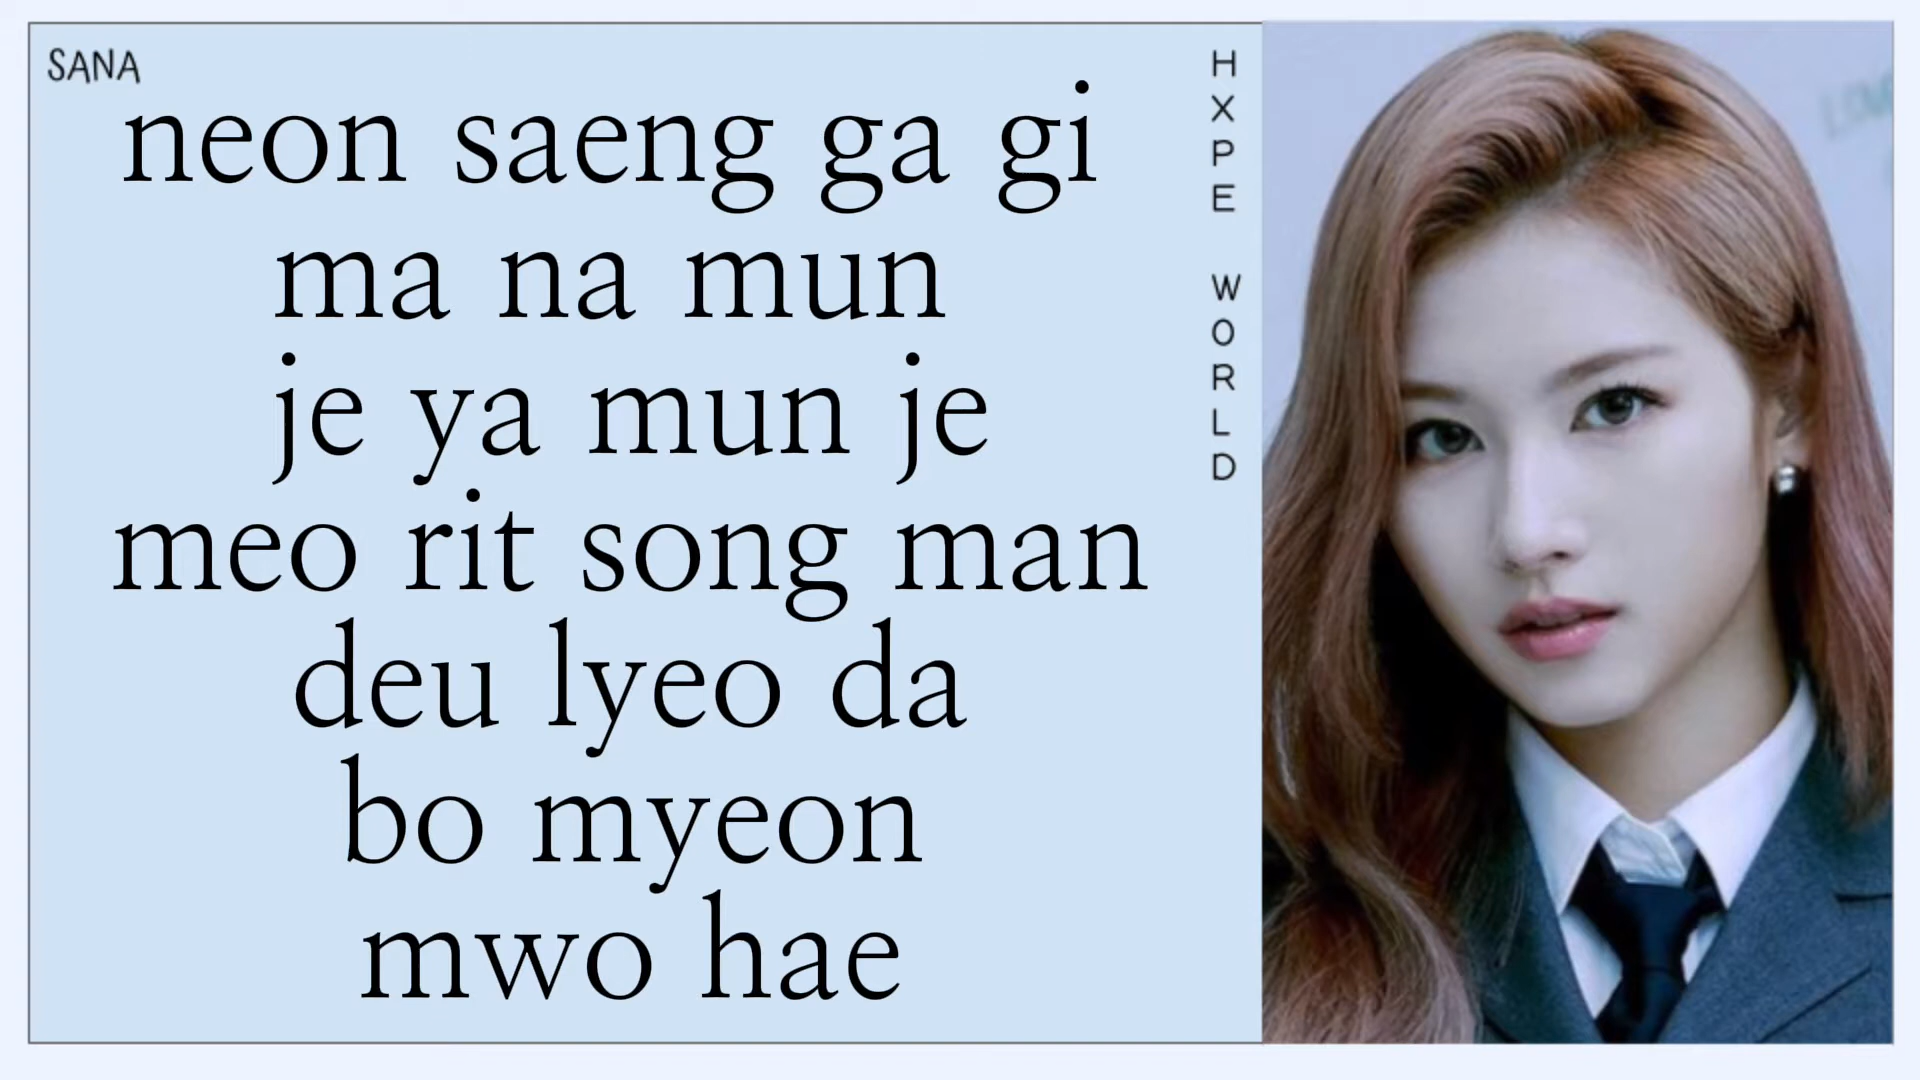 SANA
neon saeng ga gi
ma na mun
je ya mun je
meo rit song man
deu lyeo da
bo myeon
mwo hae
HXPE WORLD